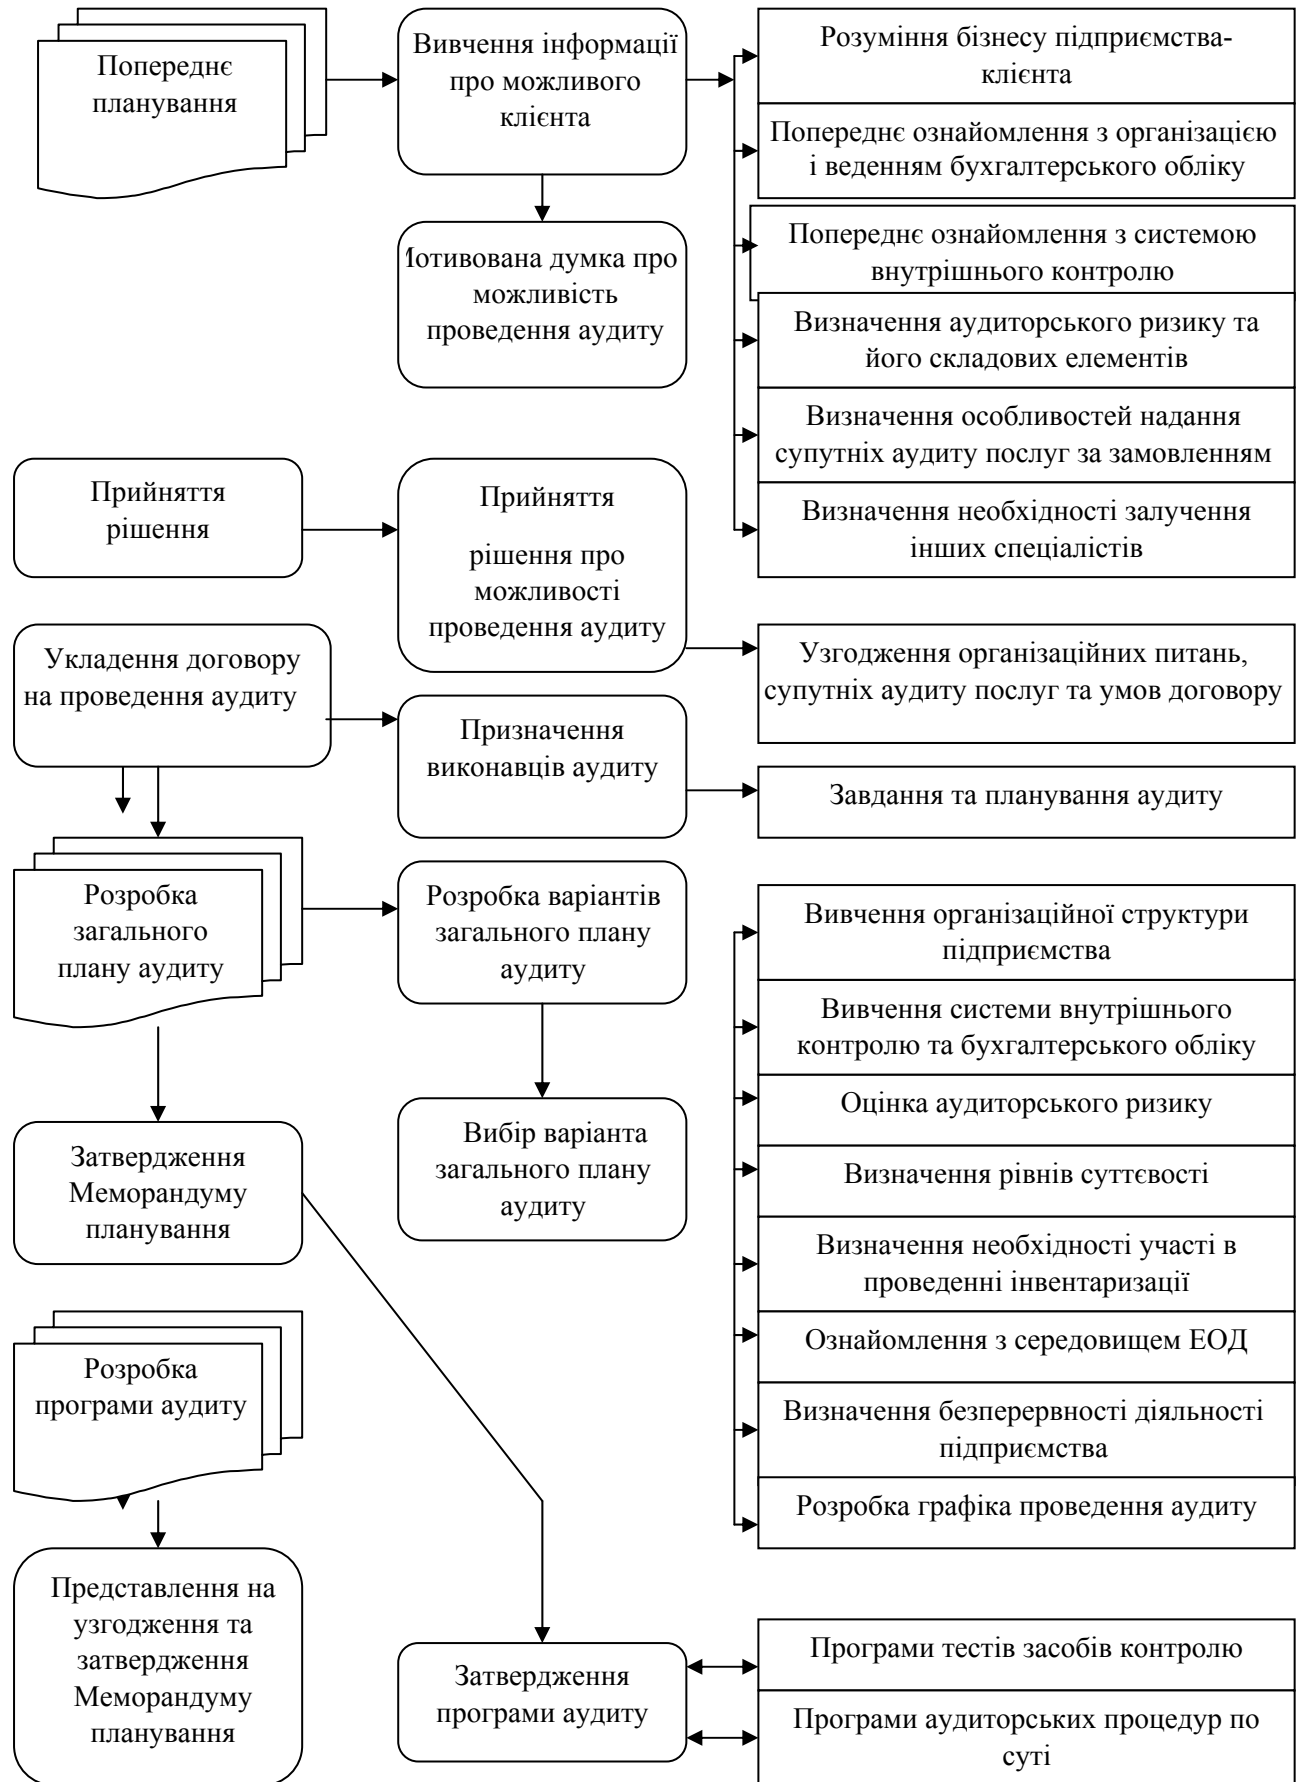 Попереднє
планування
Вивчення інформації
про можливого
клієнта
Розуміння бізнесу підприємства-
клієнта
Попереднє ознайомлення з організацією
і веденням бухгалтерського обліку
Попереднє ознайомлення з системою
внутрішнього контролю
Визначення аудиторського ризику та
його складових елементів
Визначення особливостей надання
супутніх аудиту послуг за замовленням
Визначення необхідності залучення
інших спеціалістів
Мотивована думка про
можливість
проведення аудиту
Прийняття
рішення
Прийняття
рішення про
можливості
проведення аудиту
Узгодження організаційних питань,
супутніх аудиту послуг та умов договору
Укладення договору
на проведення аудиту
Призначення
виконавців аудиту
Завдання та планування аудиту
Розробка
загального
плану аудиту
Розробка варіантів
загального плану
аудиту
Вивчення організаційної структури
підприємства
Вивчення системи внутрішнього
контролю та бухгалтерського обліку
Оцінка аудиторського ризику
Визначення рівнів суттєвості
Визначення необхідності участі в
проведенні інвентаризації
Ознайомлення з середовищем ЕОД
Визначення безперервності діяльності
підприємства
Розробка графіка проведення аудиту
Затвердження
Меморандуму
планування
Вибір варіанта
загального плану
аудиту
Розробка
програми аудиту
Представлення на
узгодження та
затвердження
Меморандуму
планування
Затвердження
програми аудиту
Програми тестів засобів контролю
Програми аудиторських процедур по
суті